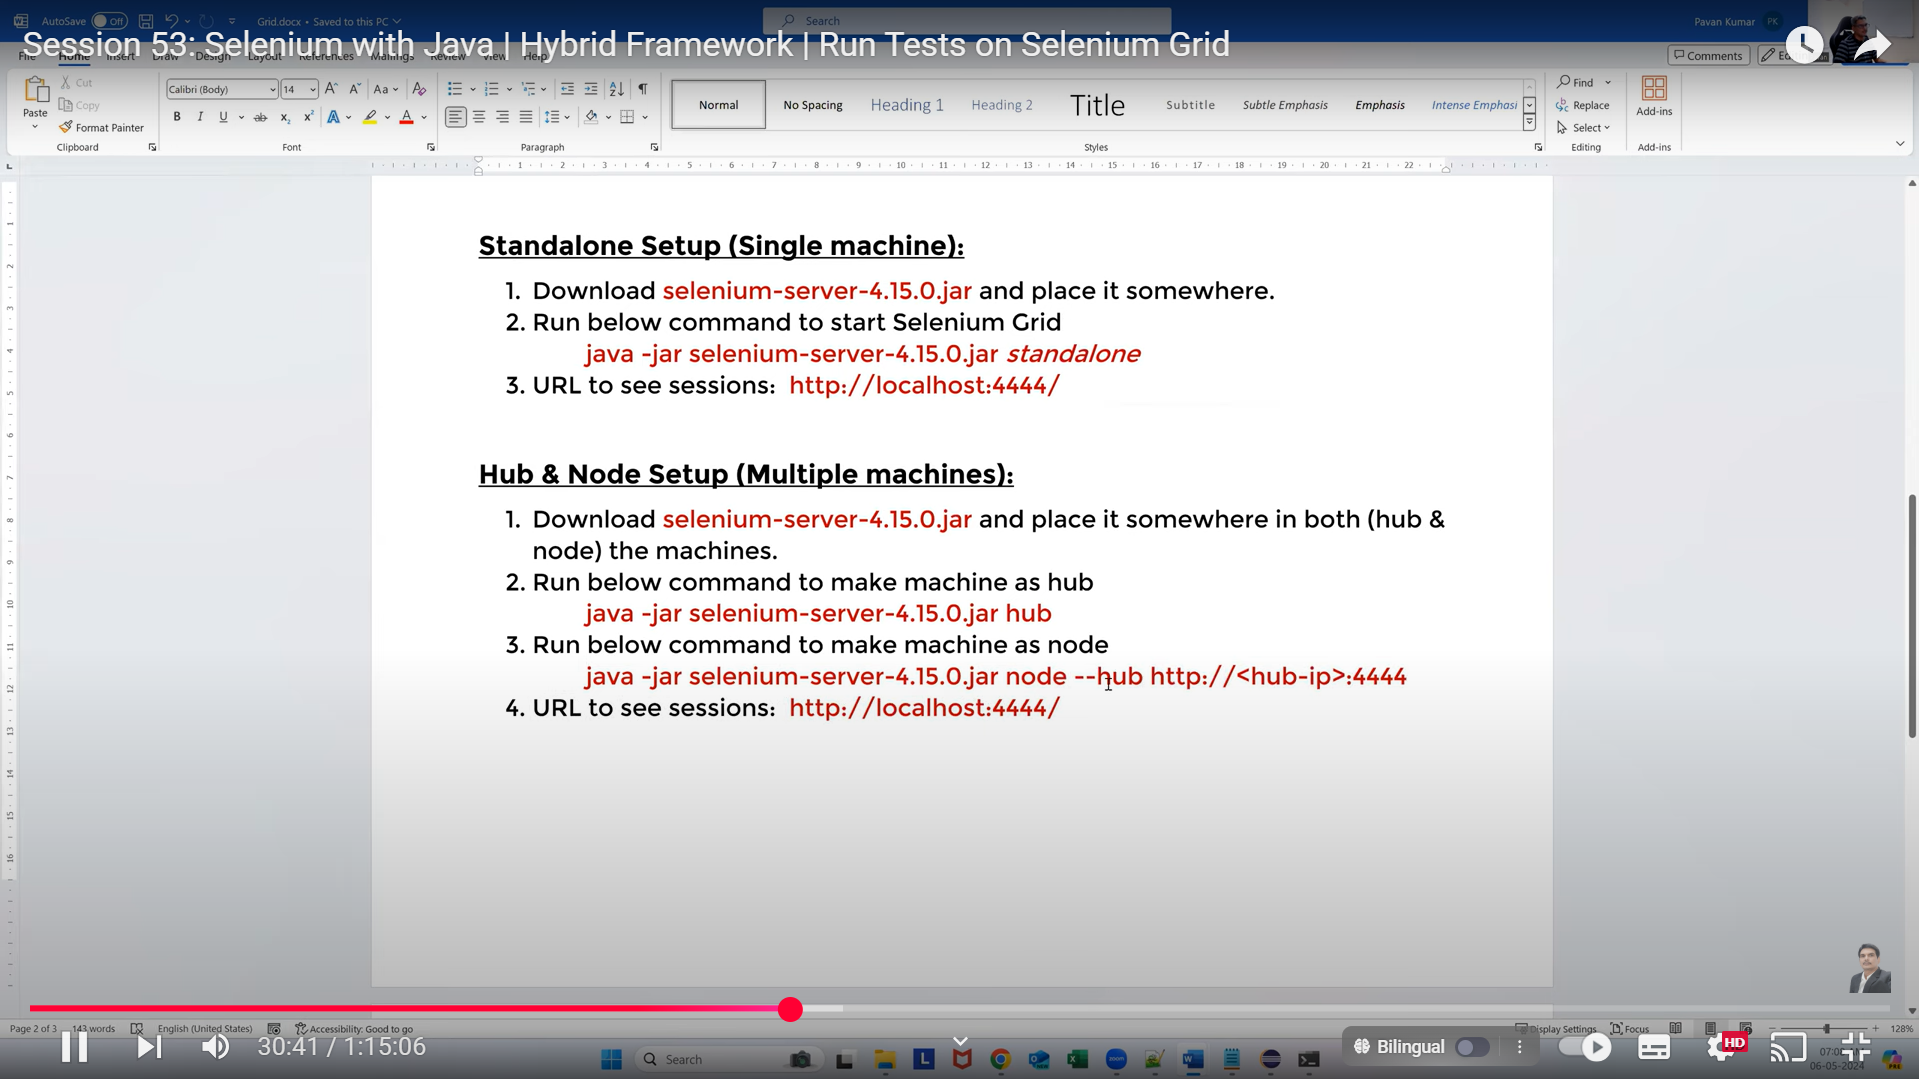 AutoSave Off Grid.docx • Saved to this PC Search Pavan Kumar PK
Session 53: Selenium with Java | Hybrid Framework | Run Tests on Selenium Grid
File Home Insert Draw Design Layout References Mailings Review View Help Comments
Paste Cut Copy Format Painter
Calibri (Body) 14
Normal No Spacing Heading 1 Heading 2 Title Subtitle Subtle Emphasis Emphasis Intense Emphasi
Find Replace Select Add-ins
Clipboard Font Paragraph Styles Editing Add-ins
Standalone Setup (Single machine):
1. Download selenium-server-4.15.0.jar and place it somewhere.
2. Run below command to start Selenium Grid
java -jar selenium-server-4.15.0.jar standalone
3. URL to see sessions: http://localhost:4444/
Hub & Node Setup (Multiple machines):
1. Download selenium-server-4.15.0.jar and place it somewhere in both (hub &
node) the machines.
2. Run below command to make machine as hub
java -jar selenium-server-4.15.0.jar hub
3. Run below command to make machine as node
java -jar selenium-server-4.15.0.jar node --hub http://<hub-ip>:4444
4. URL to see sessions: http://localhost:4444/
Page 2 of 3 143 words English (United States) Accessibility: Good to go Display Settings Focus 128%
30:41 / 1:15:06
Search
Bilingual HD
06-05-2024